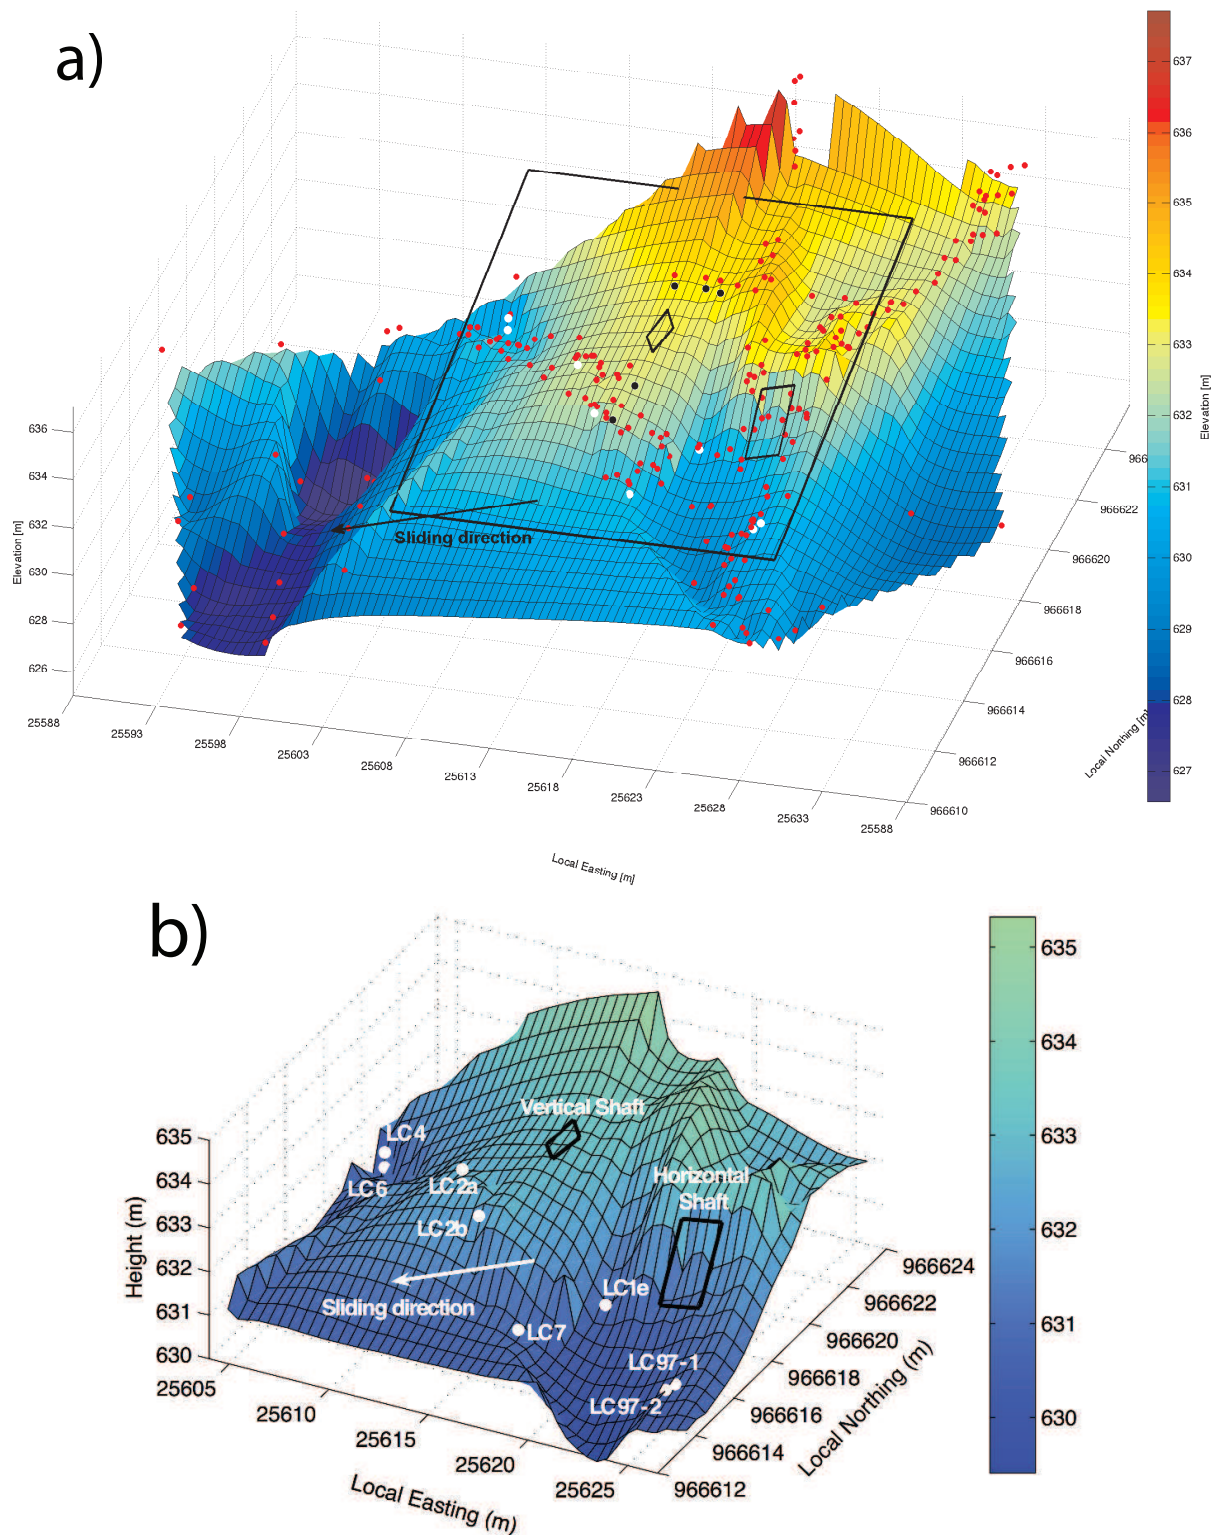 a)
637
636
635
634
633
632
631
630
629
628
627
Elevation [m]
636
634
632
630
628
626
Elevation [m]
Sliding direction
966
966622
966620
966618
966616
966614
966612
966610
Local Northing [m]
25588
25593
25598
25603
25608
25613
25618
25623
25628
25633
25588
Local Easting [m]
b)
635
634
633
632
631
630
635
634
633
632
631
630
Height (m)
Vertical Shaft
LC4
LC6
LC2a
LC2b
Horizontal
Shaft
Sliding direction
LC1e
LC7
LC97-1
LC97-2
966624
966622
966620
966618
966616
966614
966612
Local Northing (m)
25605
25610
25615
25620
25625
Local Easting (m)